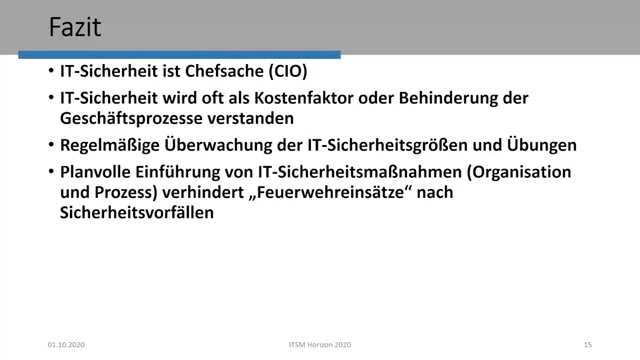 Fazit
• IT-Sicherheit ist Chefsache (CIO)
• IT-Sicherheit wird oft als Kostenfaktor oder Behinderung der
Geschäftsprozesse verstanden
• Regelmäßige Überwachung der IT-Sicherheitsgrößen und Übungen
• Planvolle Einführung von IT-Sicherheitsmaßnahmen (Organisation
und Prozess) verhindert „Feuerwehreinsätze“ nach
Sicherheitsvorfällen
01.10.2020
ITSM Horizon 2020
15